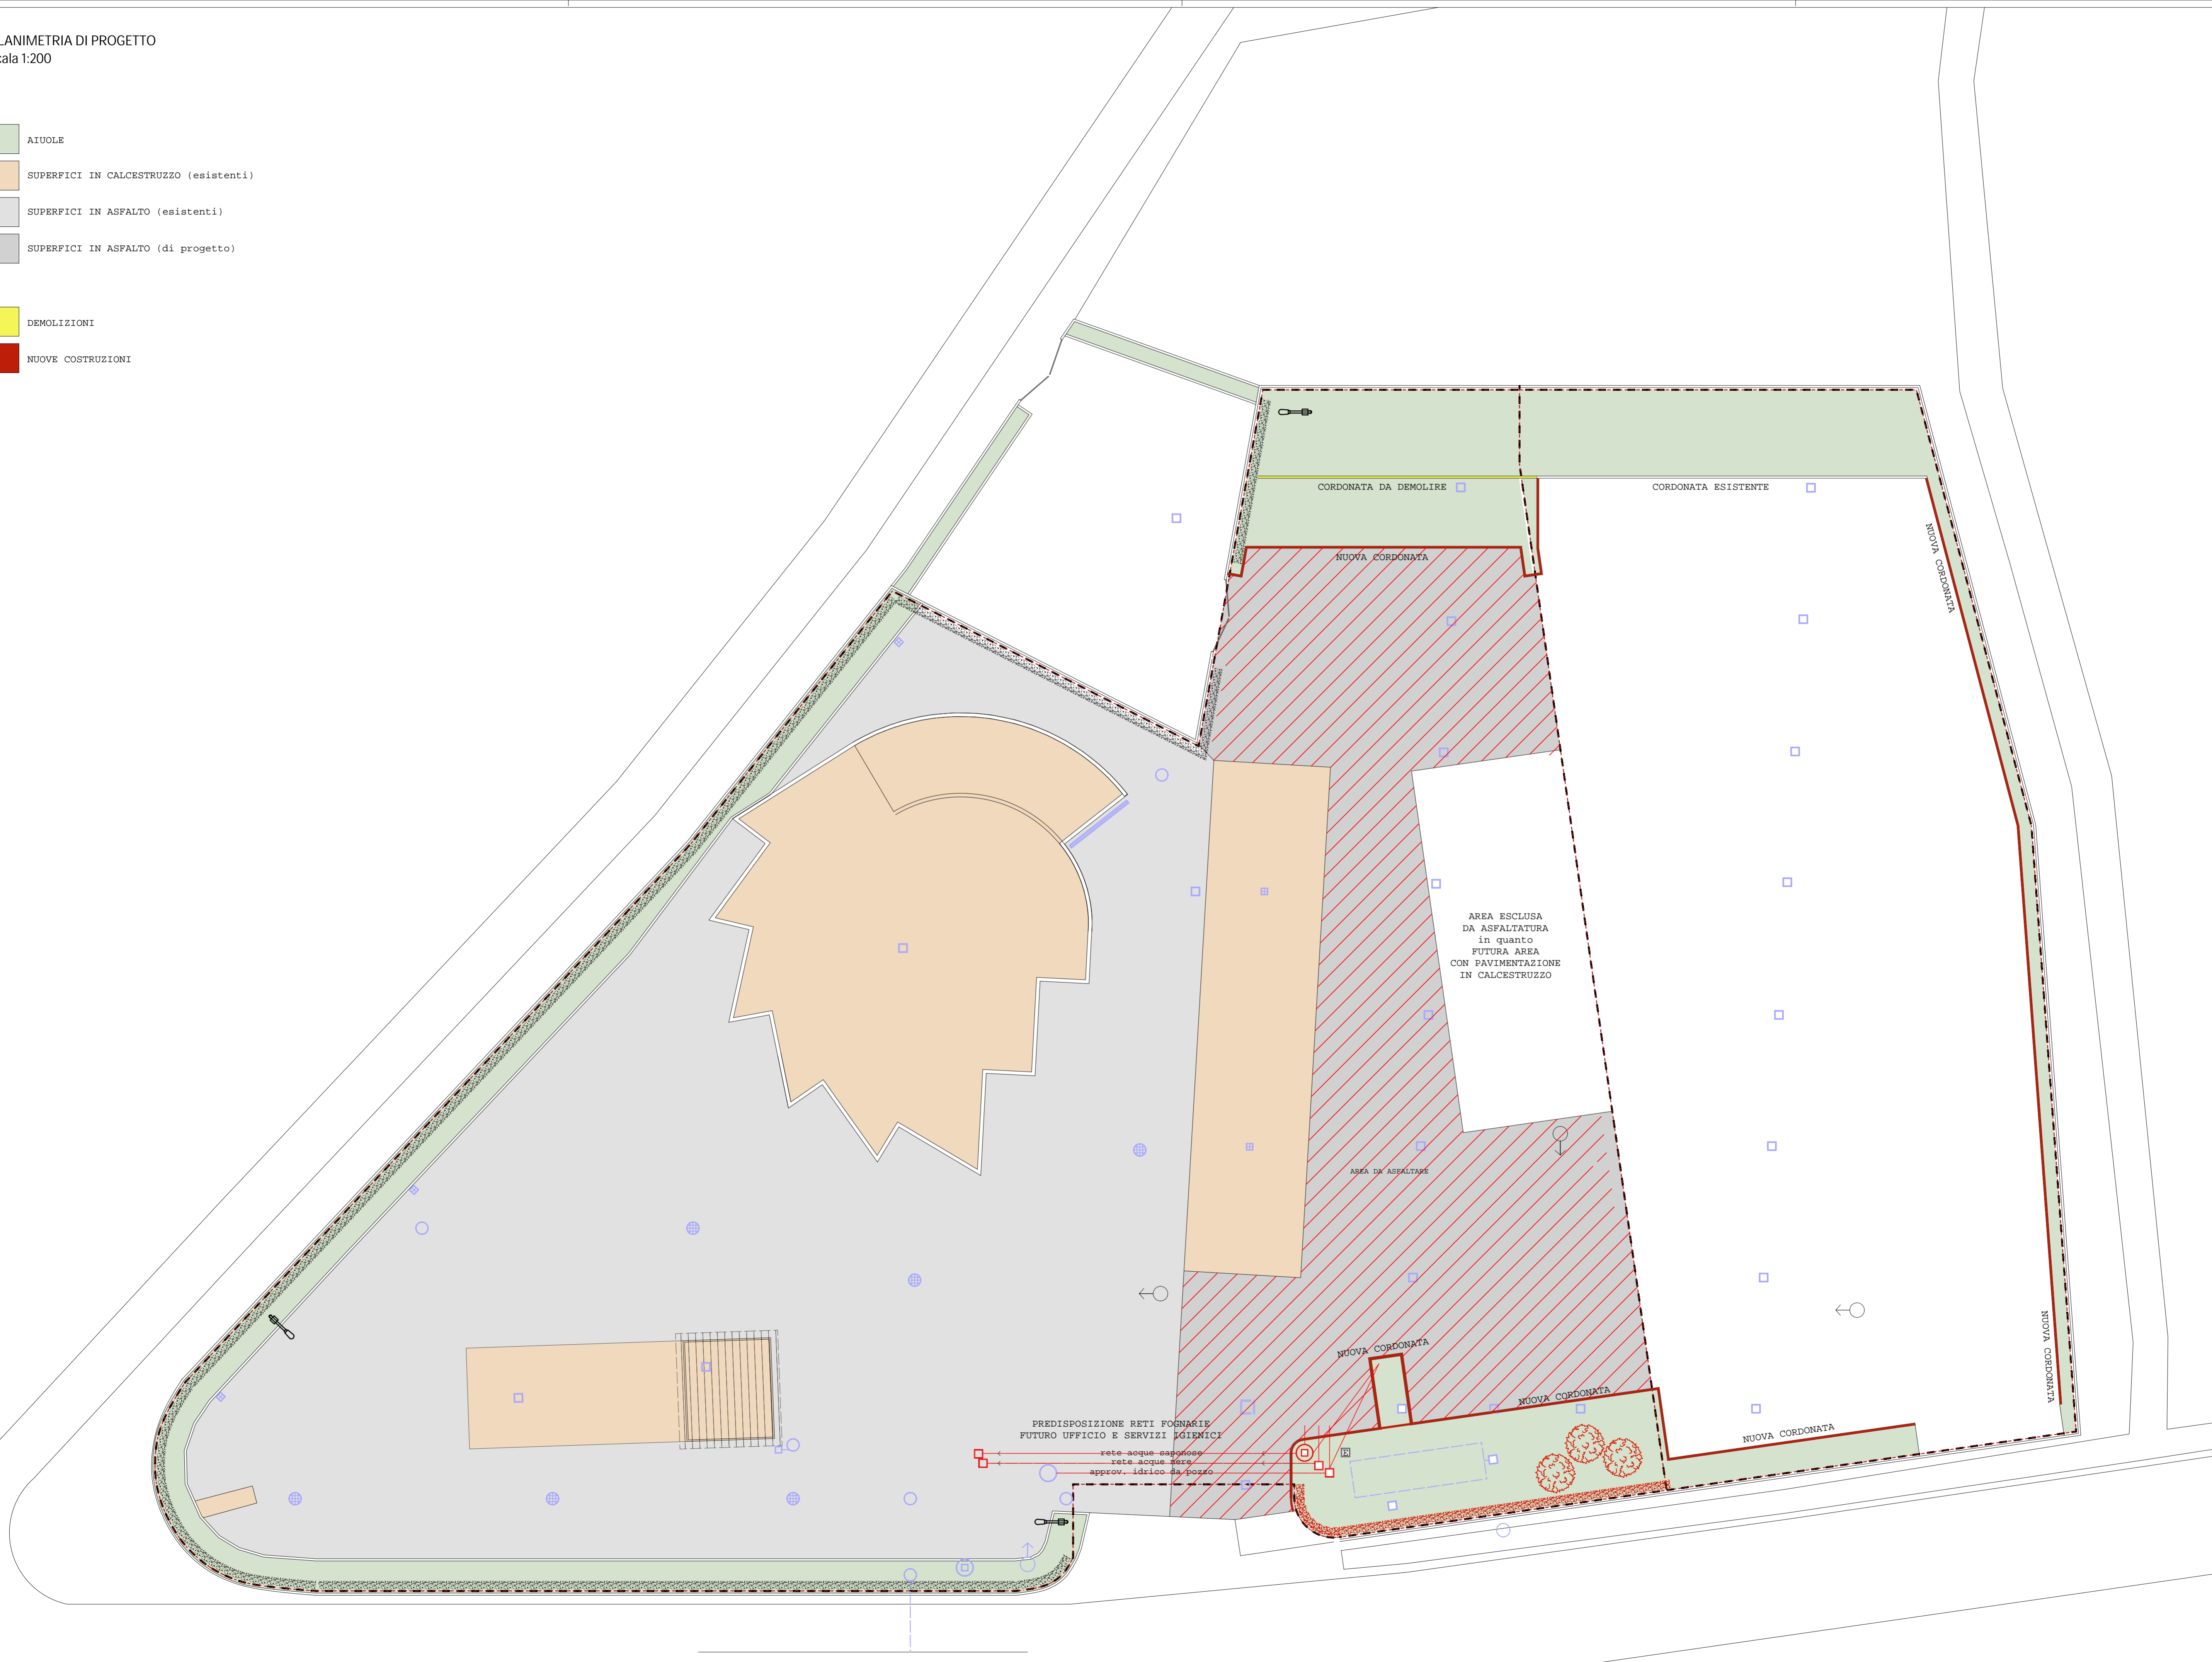 LANIMETRIA DI PROGETTO
cala 1:200
AIUOLE
SUPERFICI IN CALCESTRUZZO (esistenti)
SUPERFICI IN ASFALTO (esistenti)
SUPERFICI IN ASFALTO (di progetto)
DEMOLIZIONI
NUOVE COSTRUZIONI
CORDONATA DA DEMOLIRE
CORDONATA ESISTENTE
NUOVA CORDONATA
NUOVA CORDONATA
AREA ESCLUSA
DA ASFALTATURA
in quanto
FUTURA AREA
CON PAVIMENTAZIONE
IN CALCESTRUZZO
AREA DA ASFALTARE
NUOVA CORDONATA
NUOVA CORDONATA
NUOVA CORDONATA
NUOVA CORDONATA
PREDISPOSIZIONE RETI FOGNARIE
FUTURO UFFICIO E SERVIZI IGIENICI
rete acque saponose
rete acque nere
approv. idrico da pozzo
E